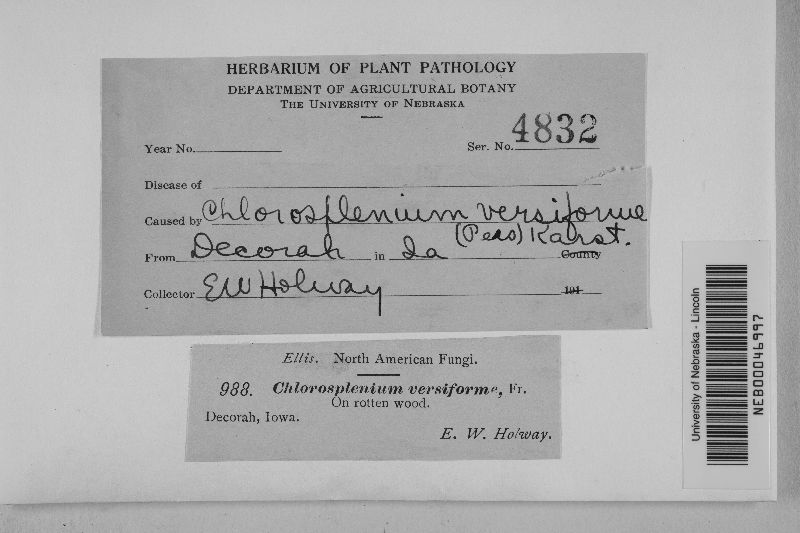 HERBARIUM OF PLANT PATHOLOGY
DEPARTMENT OF AGRICULTURAL BOTANY
THE UNIVERSITY OF NEBRASKA
Year No. Ser. No. 4832
Disease of
Caused by Chlorosplenium versiforme
(Pers) Karst.
From Decorah in Ia County
Collector EW Holway 191
Ellis. North American Fungi.
988. Chlorosplenium versiforme, Fr.
On rotten wood.
Decorah, Iowa.
E. W. Holway.
University of Nebraska - Lincoln
NEB00046997